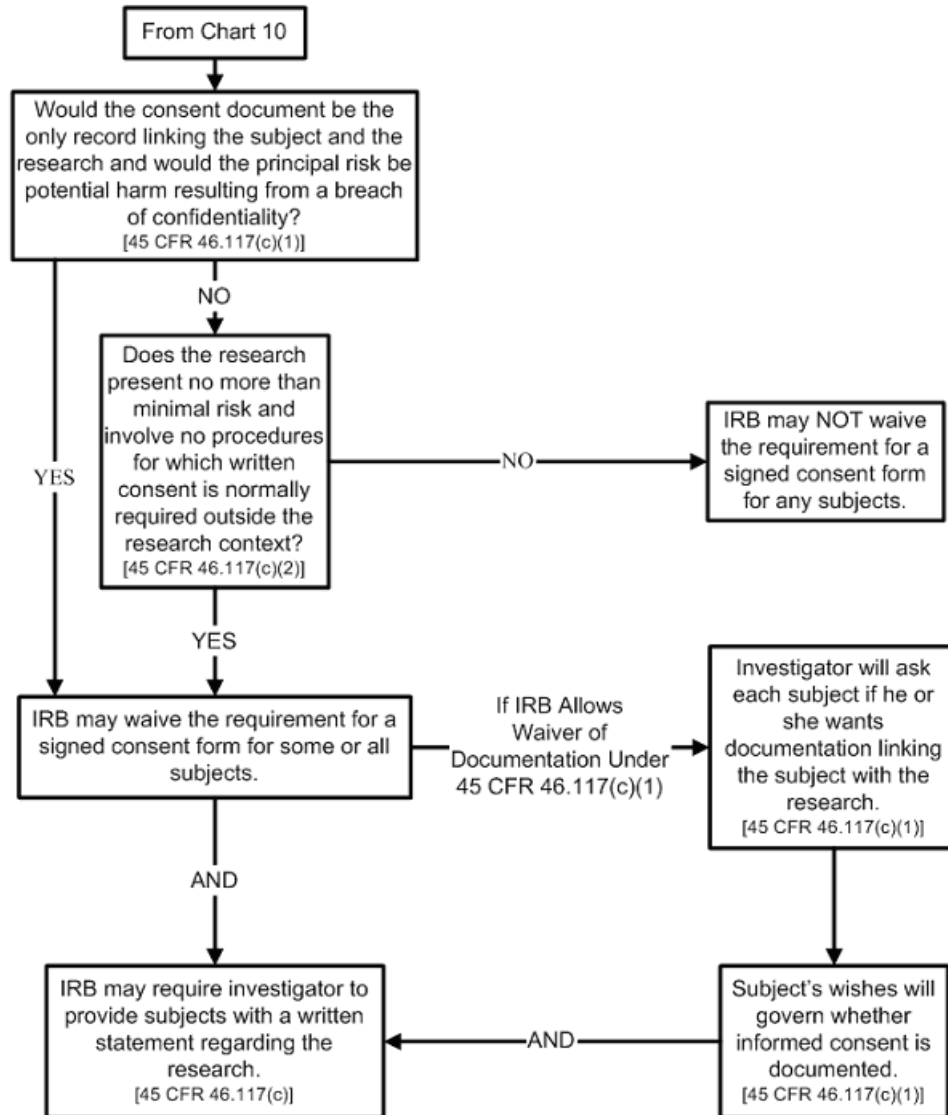 From Chart 10
Would the consent document be the
only record linking the subject and the
research and would the principal risk be
potential harm resulting from a breach
of confidentiality?
[45 CFR 46.117(c)(1)]
NO
YES
Does the research
present no more than
minimal risk and
involve no procedures
for which written
consent is normally
required outside the
research context?
[45 CFR 46.117(c)(2)]
NO
IRB may NOT waive
the requirement for a
signed consent form
for any subjects.
YES
IRB may waive the requirement for a
signed consent form for some or all
subjects.
If IRB Allows
Waiver of
Documentation Under
45 CFR 46.117(c)(1)
Investigator will ask
each subject if he or
she wants
documentation linking
the subject with the
research.
[45 CFR 46.117(c)(1)]
AND
IRB may require investigator to
provide subjects with a written
statement regarding the
research.
[45 CFR 46.117(c)]
AND
Subject's wishes will
govern whether
informed consent is
documented.
[45 CFR 46.117(c)(1)]